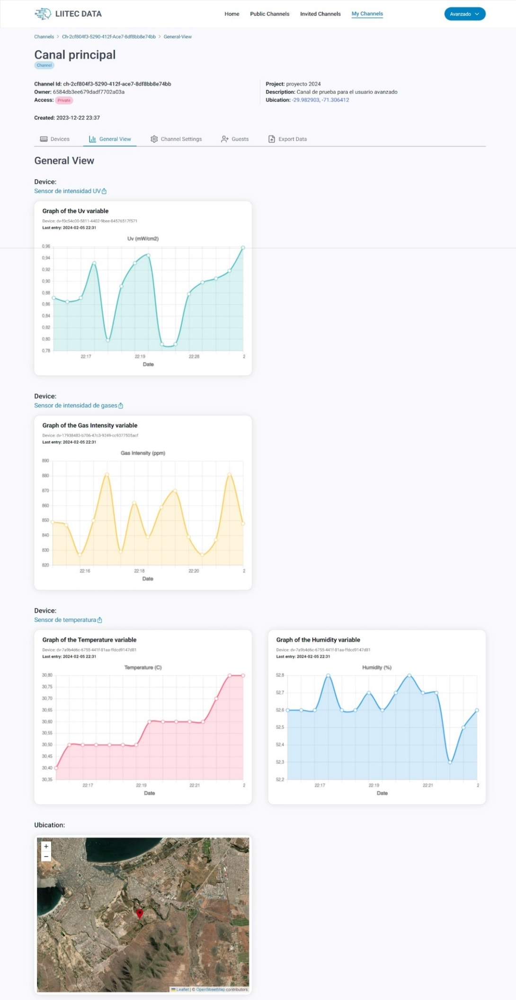 LIITEC DATA
Home Public Channels Invited Channels My Channels Avanzado
Channels > Ch-2cf804f3-5290-412f-Ace7-8df8bb8e74bb > General-View
Canal principal
Channel
Channel Id: ch-2cf804f3-5290-412f-ace7-8df8bb8e74bb
Owner: 6584db3ee679dadf7702a03a
Access: Private
Created: 2023-12-22 23:37
Project: proyecto 2024
Description: Canal de prueba para el usuario avanzado
Ubication: -29.982903, -71.306412
Devices General View Channel Settings Guests Export Data
General View
Device:
Sensor de intensidad UV
Graph of the Uv variable
Device: dv-f0c54c00-5811-4402-9bee-84576517f571
Last entry: 2024-02-05 22:31
Uv (mW/cm2)
0,96
0,94
0,92
0,90
0,88
0,86
0,84
0,82
0,80
0,78
22:17 22:19 22:28 2
Date
Device:
Sensor de intensidad de gases
Graph of the Gas Intensity variable
Device: dv-17938483-b706-47c3-9249-cc9377505acf
Last entry: 2024-02-05 22:31
Gas Intensity (ppm)
890
880
870
860
850
840
830
820
22:16 22:18 22:20 2
Date
Device:
Sensor de temperatura
Graph of the Temperature variable
Device: dv-7a9b4d6c-6755-441f-81aa-ffdcd9147d81
Last entry: 2024-02-05 22:31
Temperature (C)
30,80
30,75
30,70
30,65
30,60
30,55
30,50
30,45
30,40
30,35
22:17 22:19 22:21 2
Date
Graph of the Humidity variable
Device: dv-7a9b4d6c-6755-441f-81aa-ffdcd9147d81
Last entry: 2024-02-05 22:31
Humidity (%)
52,8
52,7
52,6
52,5
52,4
52,3
52,2
22:17 22:19 22:21 2
Date
Ubication:
+
−
Leaflet | © OpenStreetMap contributors